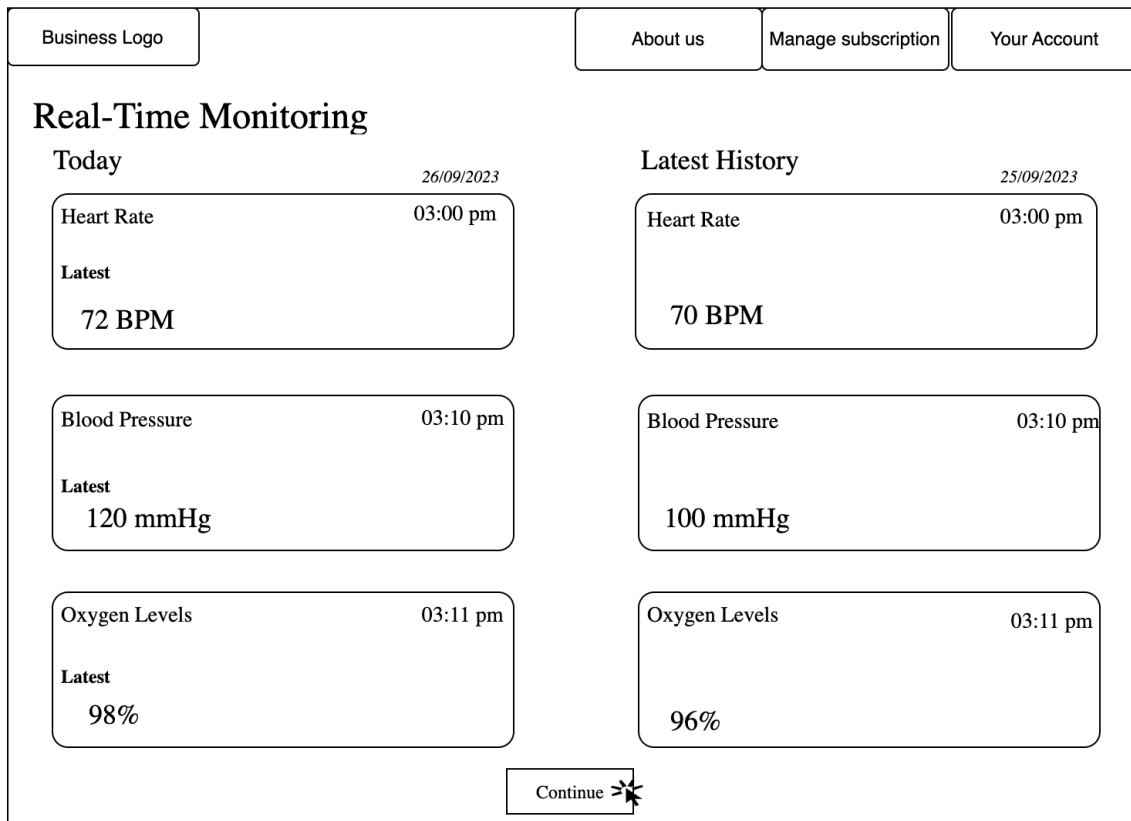 Business Logo
About us
Manage subscription
Your Account
Real-Time Monitoring
Today
26/09/2023
Latest History
25/09/2023
Heart Rate
03:00 pm
Latest
72 BPM
Heart Rate
03:00 pm
70 BPM
Blood Pressure
03:10 pm
Latest
120 mmHg
Blood Pressure
03:10 pm
100 mmHg
Oxygen Levels
03:11 pm
Latest
98%
Oxygen Levels
03:11 pm
96%
Continue